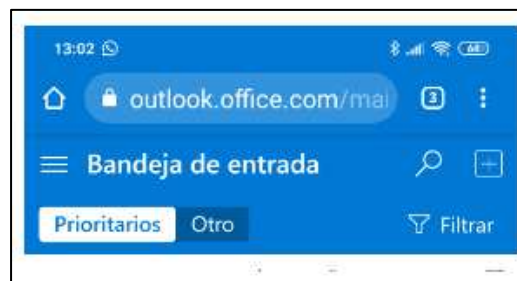 13:02
outlook.office.com/mai
3
Bandeja de entrada
Prioritarios Otro
Filtrar